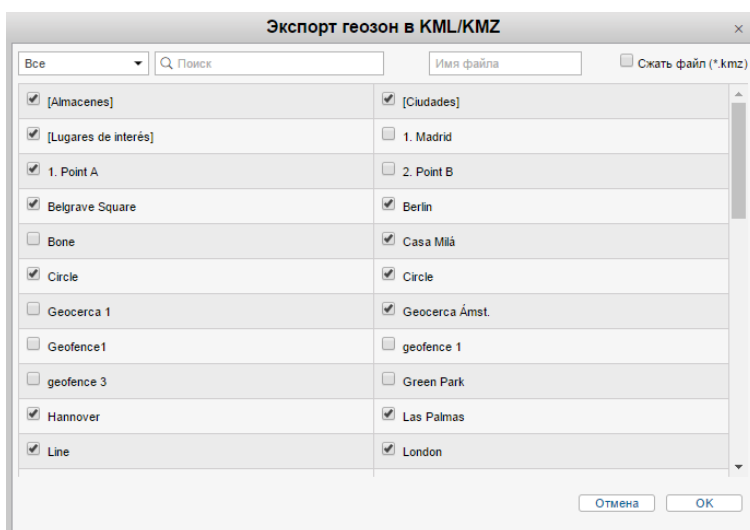 Экспорт геозон в KML/KMZ
Все Поиск Имя файла Сжать файл (*.kmz)
[Almacenes] [Ciudades]
[Lugares de interés] 1. Madrid
1. Point A 2. Point B
Belgrave Square Berlin
Bone Casa Milá
Circle Circle
Geocerca 1 Geocerca Ámst.
Geofence1 geofence 1
geofence 3 Green Park
Hannover Las Palmas
Line London
Отмена OK